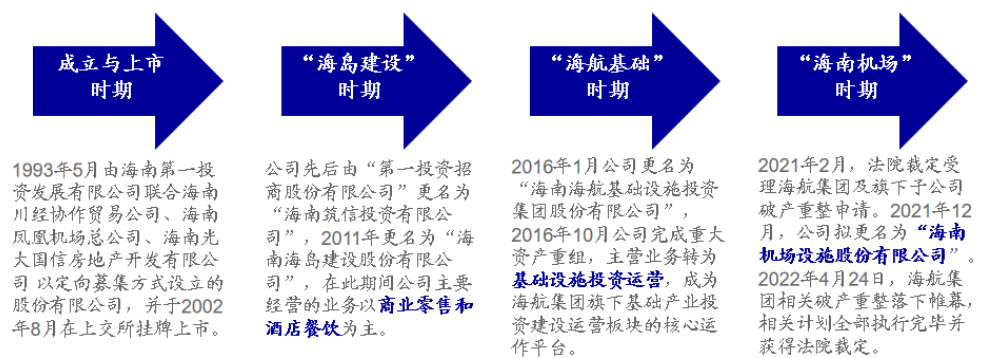 成立与上市
时期
1993年5月由海南第一投
资发展有限公司联合海南
川经协作贸易公司、海南
凤凰机场总公司、海南光
大国信房地产开发有限公
司以定向募集方式设立的
股份有限公司，并于2002
年8月在上交所挂牌上市。
“海岛建设”
时期
公司先后由“第一投资招
商股份有限公司”更名为
“海南筑信投资有限公
司”，2011年更名为“海
南海岛建设股份有限公
司”，在此期间公司主要
经营的业务以商业零售和
酒店餐饮为主。
“海航基础”
时期
2016年1月公司更名为
“海南海航基础设施投资
集团股份有限公司”，
2016年10月公司完成重大
资产重组，主营业务转为
基础设施投资运营，成为
海航集团旗下基础产业投
资建设运营板块的核心运
作平台。
“海南机场”
时期
2021年2月，法院裁定受
理海航集团及旗下子公司
破产重整申请。2021年12
月，公司拟更名为“海南
机场设施股份有限公司”。
2022年4月24日，海航集
团相关破产重整落下帷幕，
相关计划全部执行完毕并
获得法院裁定。